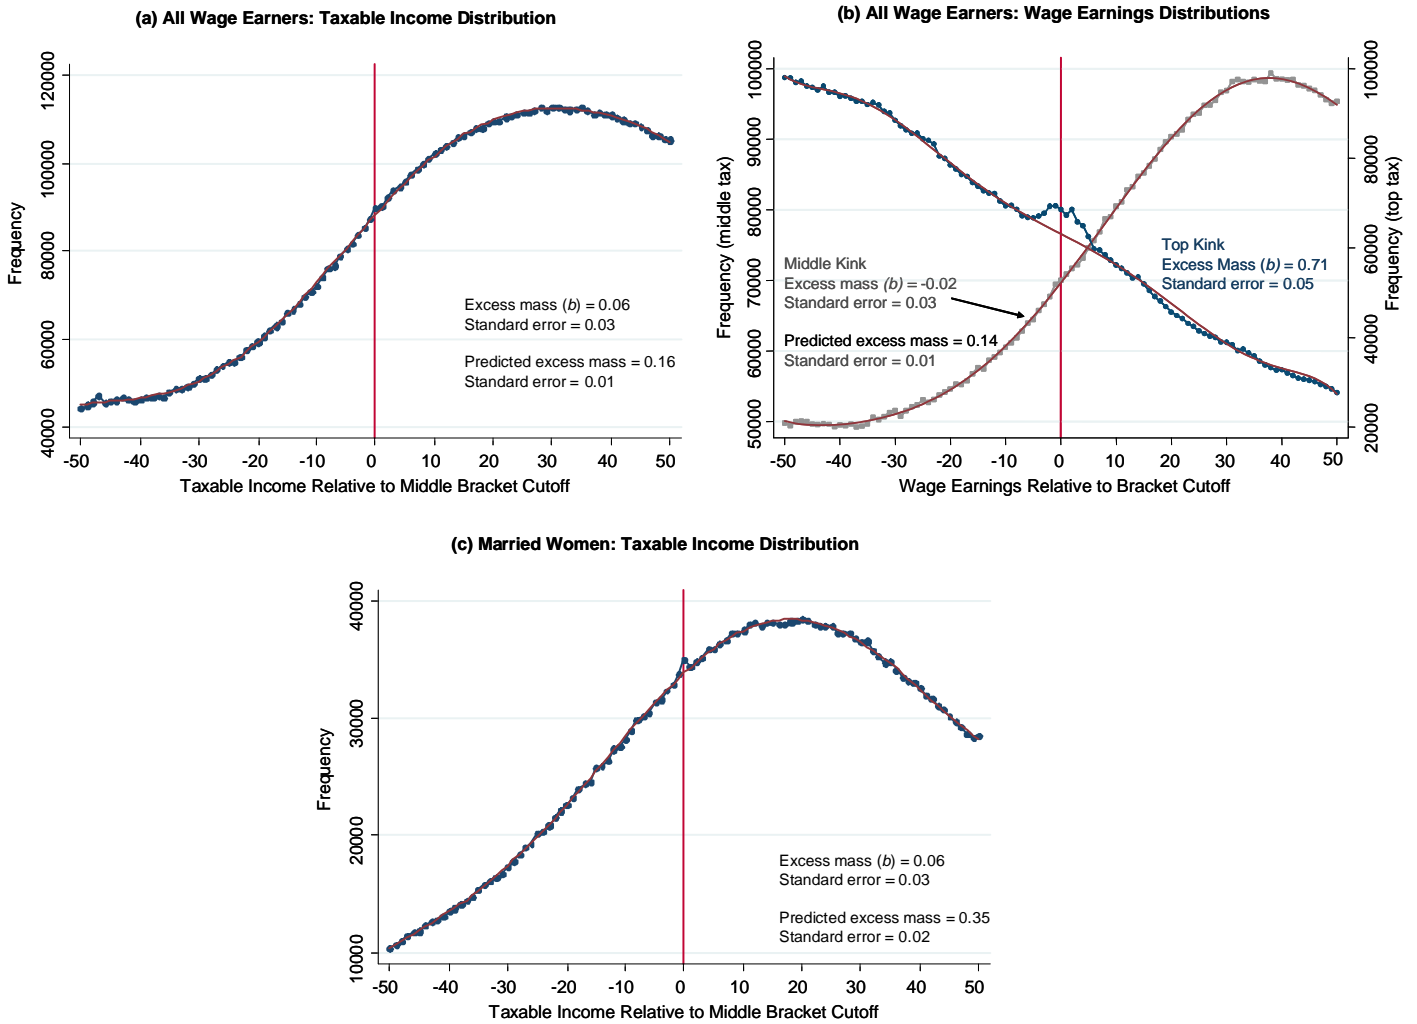 (a) All Wage Earners: Taxable Income Distribution
120000
100000
80000
60000
40000
Frequency
Excess mass (b) = 0.06
Standard error = 0.03
Predicted excess mass = 0.16
Standard error = 0.01
-50 -40 -30 -20 -10 0 10 20 30 40 50
Taxable Income Relative to Middle Bracket Cutoff
(b) All Wage Earners: Wage Earnings Distributions
100000
90000
80000
70000
60000
50000
Frequency (middle tax)
100000
80000
60000
40000
20000
Frequency (top tax)
Middle Kink
Excess mass (b) = -0.02
Standard error = 0.03
Predicted excess mass = 0.14
Standard error = 0.01
Top Kink
Excess Mass (b) = 0.71
Standard error = 0.05
-50 -40 -30 -20 -10 0 10 20 30 40 50
Wage Earnings Relative to Bracket Cutoff
(c) Married Women: Taxable Income Distribution
40000
30000
20000
10000
Frequency
Excess mass (b) = 0.06
Standard error = 0.03
Predicted excess mass = 0.35
Standard error = 0.02
-50 -40 -30 -20 -10 0 10 20 30 40 50
Taxable Income Relative to Middle Bracket Cutoff